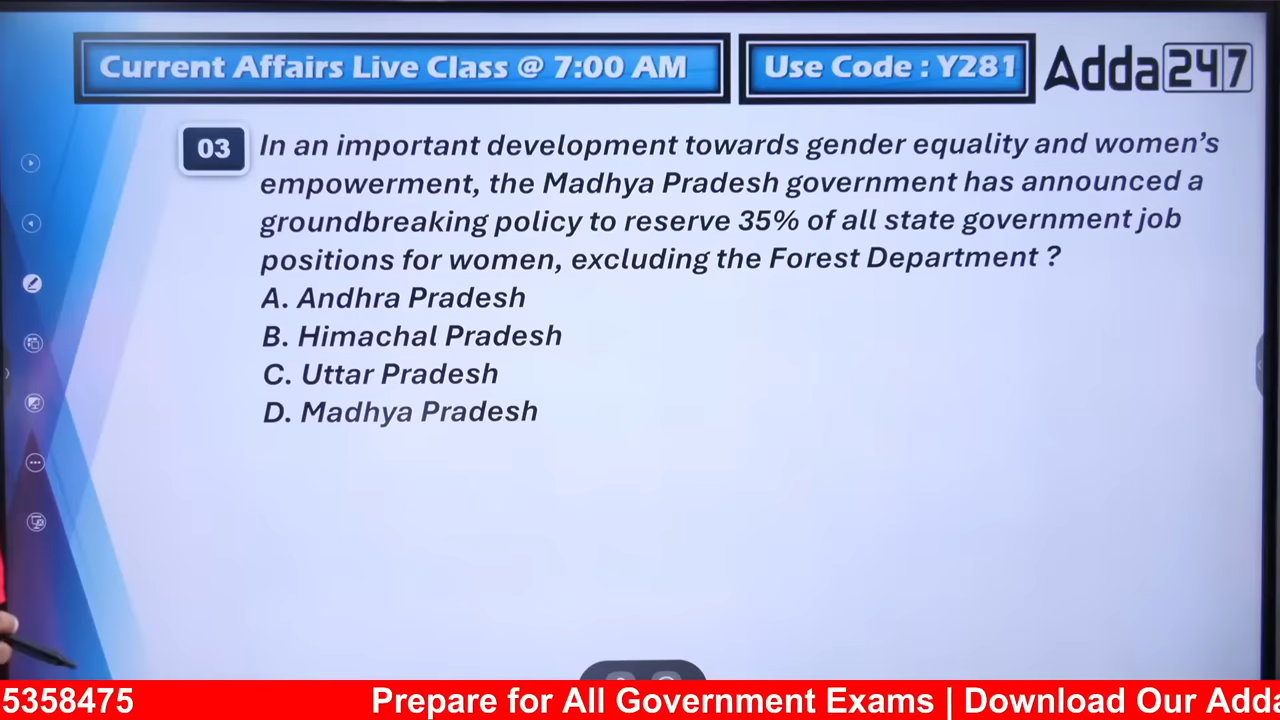 Current Affairs Live Class @ 7:00 AM
Use Code : Y281
Adda247
03
In an important development towards gender equality and women’s
empowerment, the Madhya Pradesh government has announced a
groundbreaking policy to reserve 35% of all state government job
positions for women, excluding the Forest Department ?
A. Andhra Pradesh
B. Himachal Pradesh
C. Uttar Pradesh
D. Madhya Pradesh
5358475 Prepare for All Government Exams | Download Our Adda